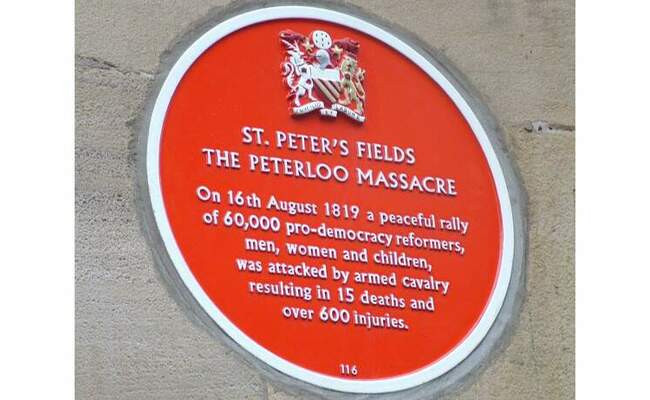 ST. PETER'S FIELDS
THE PETERLOO MASSACRE
On 16th August 1819 a peaceful rally
of 60,000 pro-democracy reformers,
men, women and children,
was attacked by armed cavalry
resulting in 15 deaths and
over 600 injuries.
116